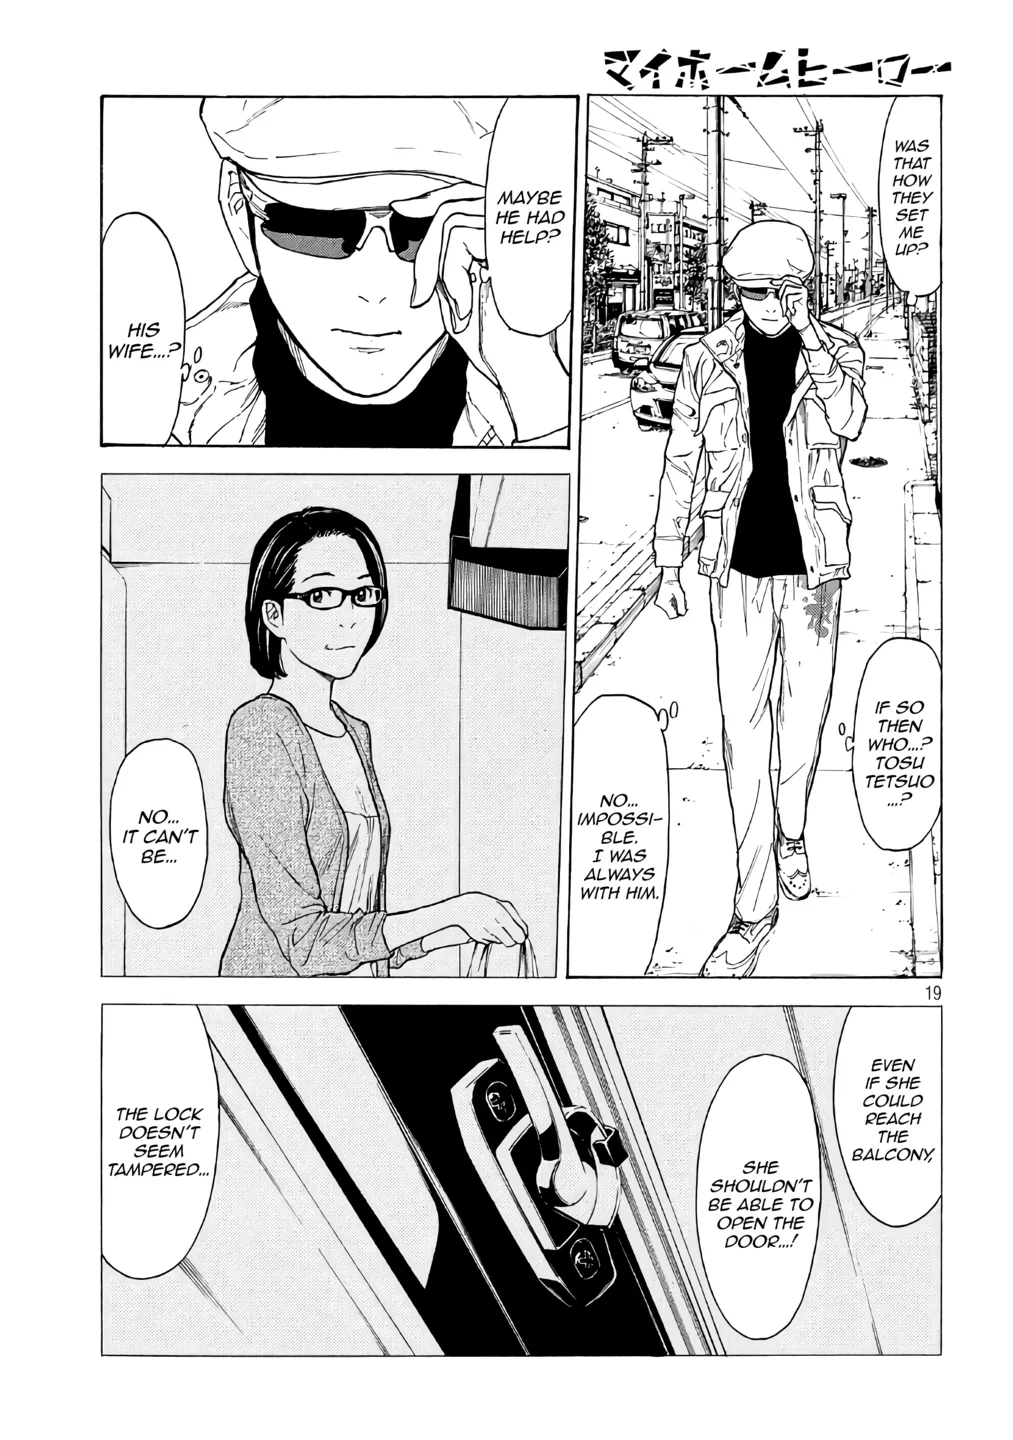 マイホームヒーロー
WAS
THAT
HOW
THEY
SET
ME
UP?
IF SO
THEN
WHO...?
TOSU
TETSUO
...?
NO...
IMPOSSI-
BLE.
I WAS
ALWAYS
WITH HIM.
MAYBE
HE HAD
HELP?
HIS
WIFE...?
NO...
IT CAN'T
BE...
19
EVEN
IF SHE
COULD
REACH
THE
BALCONY,
SHE
SHOULDN'T
BE ABLE TO
OPEN THE
DOOR...!
THE LOCK
DOESN'T
SEEM
TAMPERED...